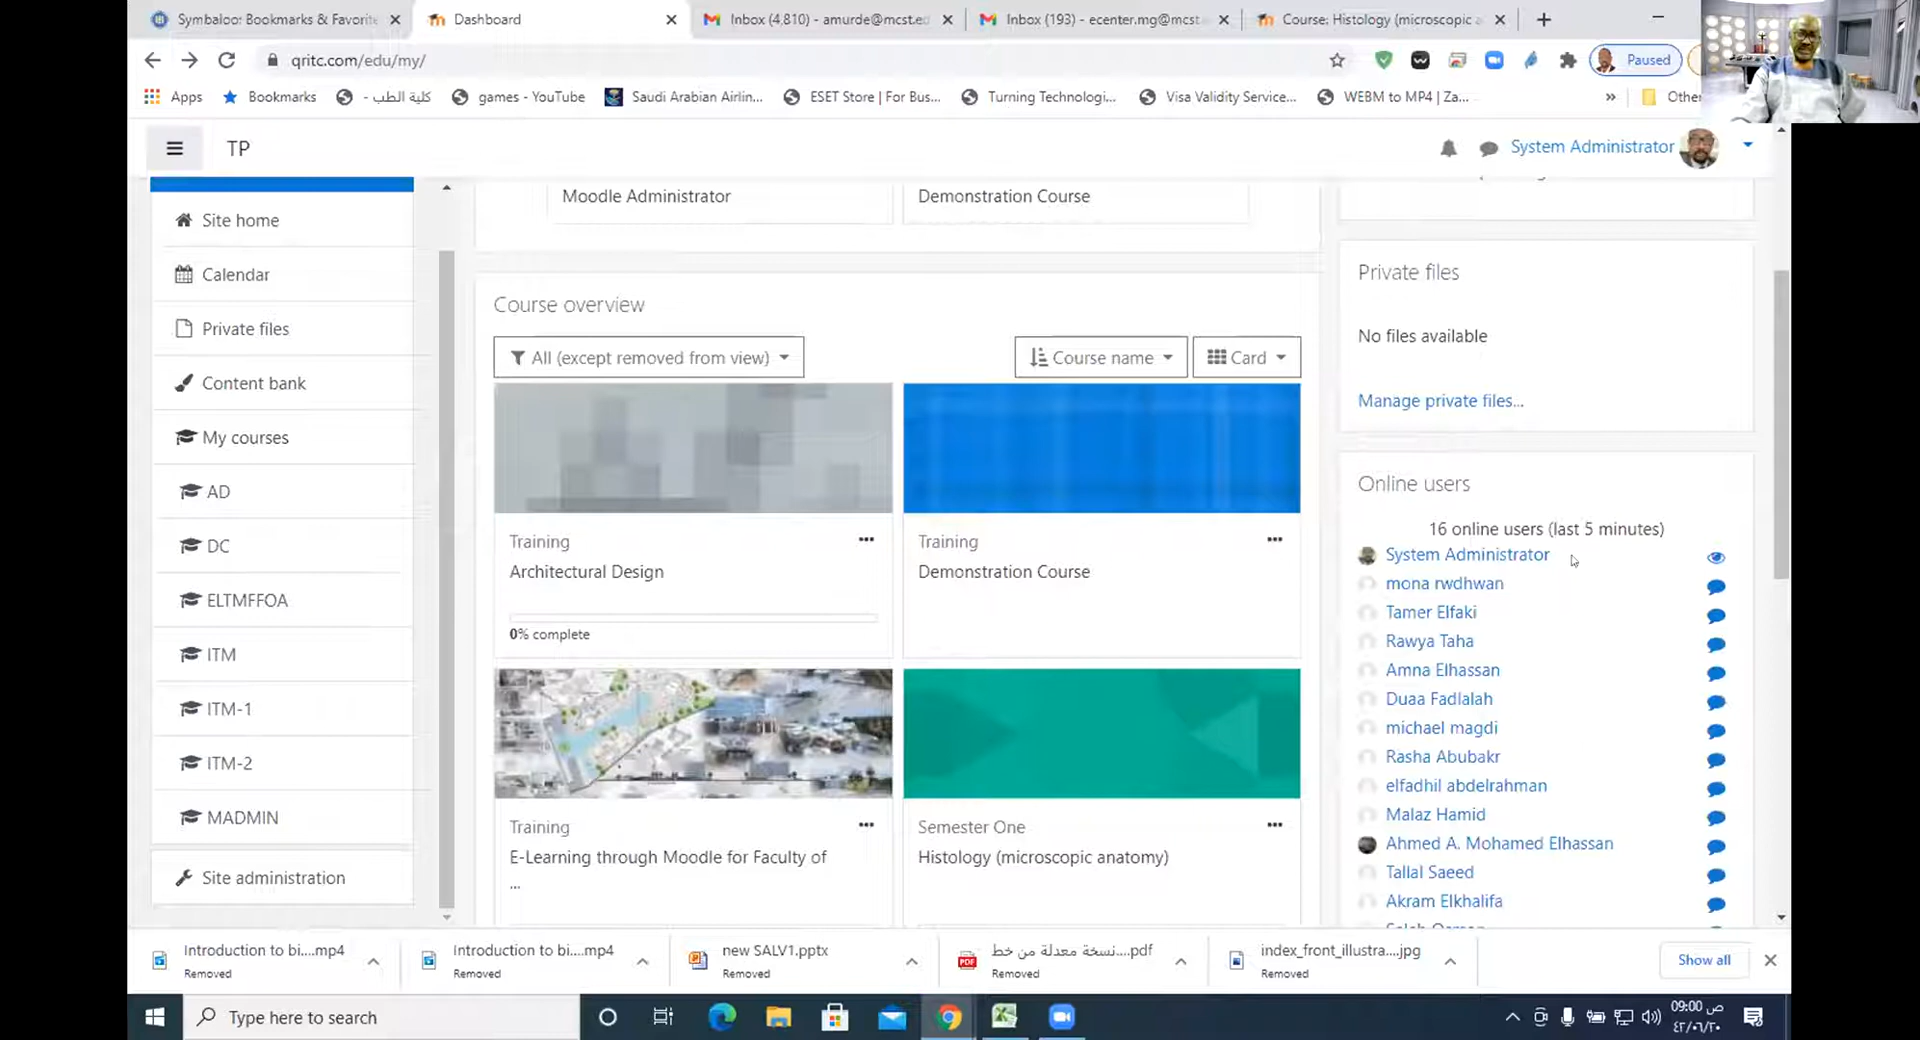 Symbaloo: Bookmarks & Favorite
Dashboard
Inbox (4,810) - amurde@mcst.ed
Inbox (193) - ecenter.mg@mcst
Course: Histology (microscopic a
qritc.com/edu/my/
Paused
Apps
Bookmarks
كلية الطب -
games - YouTube
Saudi Arabian Airlin...
ESET Store | For Bus...
Turning Technologi...
Visa Validity Service...
WEBM to MP4 | Za...
»
Other
TP
System Administrator
Site home
Calendar
Private files
Content bank
My courses
AD
DC
ELTMFFOA
ITM
ITM-1
ITM-2
MADMIN
Site administration
Moodle Administrator
Demonstration Course
Course overview
All (except removed from view)
Course name
Card
Training
Architectural Design
0% complete
Training
Demonstration Course
Training
E-Learning through Moodle for Faculty of
...
Semester One
Histology (microscopic anatomy)
Private files
No files available
Manage private files...
Online users
16 online users (last 5 minutes)
System Administrator
mona rwdhwan
Tamer Elfaki
Rawya Taha
Amna Elhassan
Duaa Fadlalah
michael magdi
Rasha Abubakr
elfadhil abdelrahman
Malaz Hamid
Ahmed A. Mohamed Elhassan
Tallal Saeed
Akram Elkhalifa
Introduction to bi....mp4
Removed
Introduction to bi....mp4
Removed
new SALV1.pptx
Removed
نسخة معدلة من خط....pdf
Removed
index_front_illustra....jpg
Removed
Show all
Type here to search
09:00 ص
٤٢/٠٦/٢٠